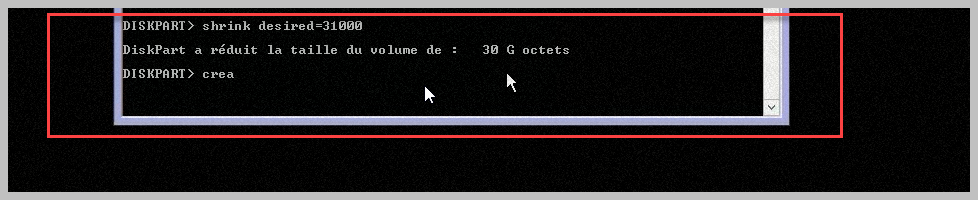 DISKPART> shrink desired=31000
DiskPart a réduit la taille du volume de :   30 G octets
DISKPART> crea